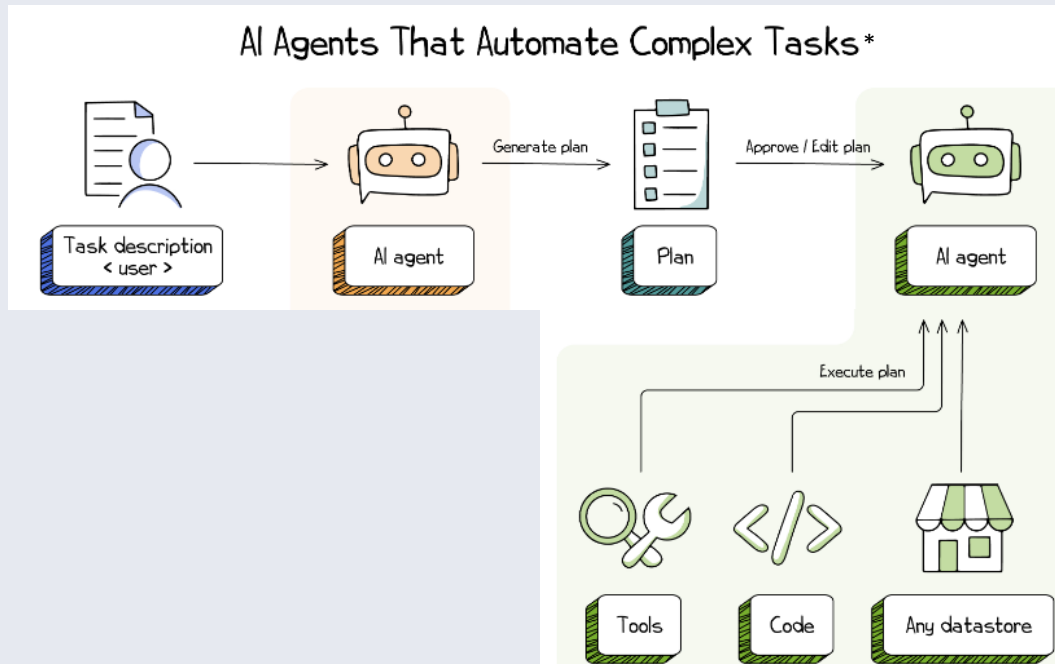 AI Agents That Automate Complex Tasks*
Generate plan
Approve / Edit plan
Task description
< user >
AI agent
Plan
AI agent
Execute plan
</>
Tools
Code
Any datastore